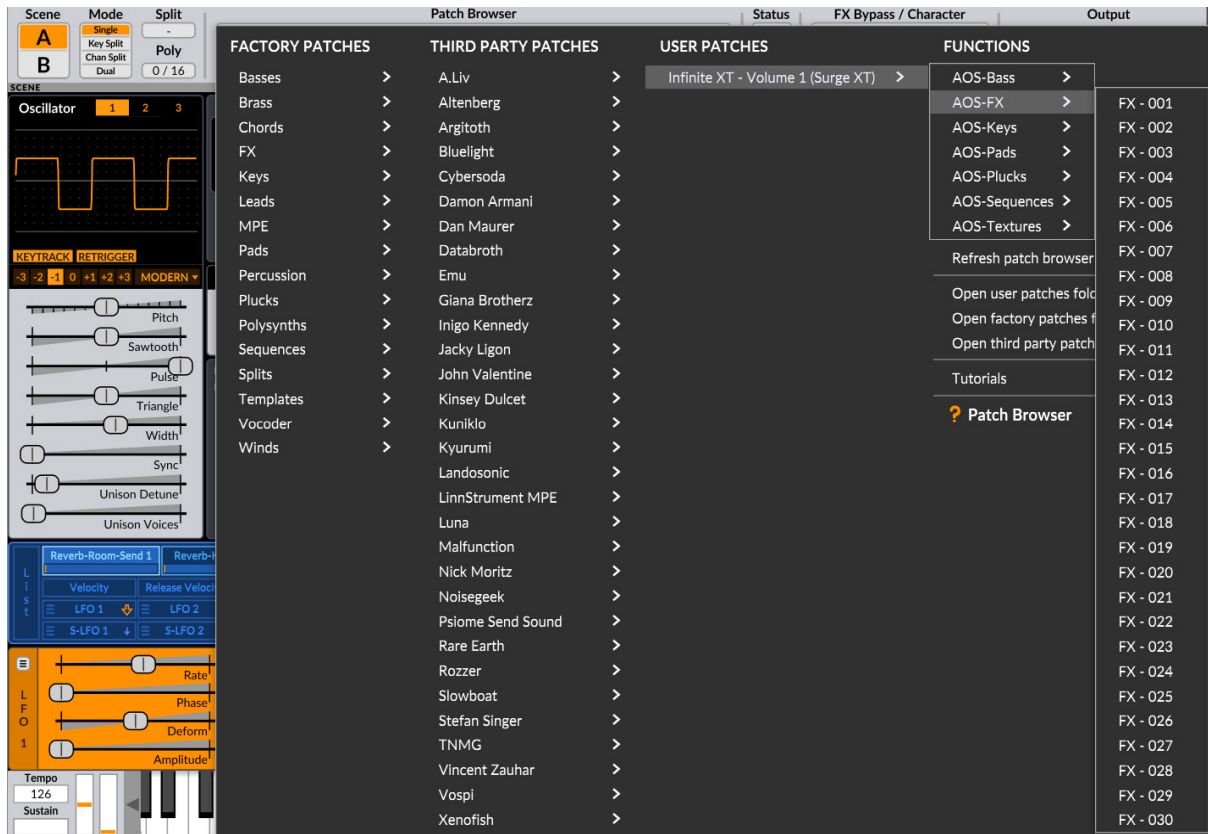 Scene Mode Split Patch Browser Status FX Bypass / Character Output
A
B
Single
Key Split
Chan Split
Dual
-
Poly
0 / 16
SCENE
Oscillator 1 2 3
KEYTRACK RETRIGGER
-3 -2 -1 0 +1 +2 +3 MODERN
Pitch
Sawtooth
Pulse
Triangle
Width
Sync
Unison Detune
Unison Voices
List
Reverb-Room-Send 1
Velocity
LFO 1 LFO 2
S-LFO 1 S-LFO 2
LFO 1
Rate
Phase
Deform
Amplitude
Tempo
126
Sustain
FACTORY PATCHES
Basses
Brass
Chords
FX
Keys
Leads
MPE
Pads
Percussion
Plucks
Polysynths
Sequences
Splits
Templates
Vocoder
Winds
THIRD PARTY PATCHES
A.Liv
Altenberg
Argitoth
Bluelight
Cybersoda
Damon Armani
Dan Maurer
Databroth
Emu
Giana Brotherz
Inigo Kennedy
Jacky Ligon
John Valentine
Kinsey Dulcet
Kuniklo
Kyurumi
Landosonic
LinnStrument MPE
Luna
Malfunction
Nick Moritz
Noisegeek
Psiome Send Sound
Rare Earth
Rozzer
Slowboat
Stefan Singer
TNMG
Vincent Zauhar
Vospi
Xenofish
USER PATCHES
Infinite XT - Volume 1 (Surge XT)
FUNCTIONS
AOS-Bass
AOS-FX
AOS-Keys
AOS-Pads
AOS-Plucks
AOS-Sequences
AOS-Textures
Refresh patch browser
Open user patches
Open factory patches
Open third party patch
Tutorials
? Patch Browser
FX - 001
FX - 002
FX - 003
FX - 004
FX - 005
FX - 006
FX - 007
FX - 008
FX - 009
FX - 010
FX - 011
FX - 012
FX - 013
FX - 014
FX - 015
FX - 016
FX - 017
FX - 018
FX - 019
FX - 020
FX - 021
FX - 022
FX - 023
FX - 024
FX - 025
FX - 026
FX - 027
FX - 028
FX - 029
FX - 030